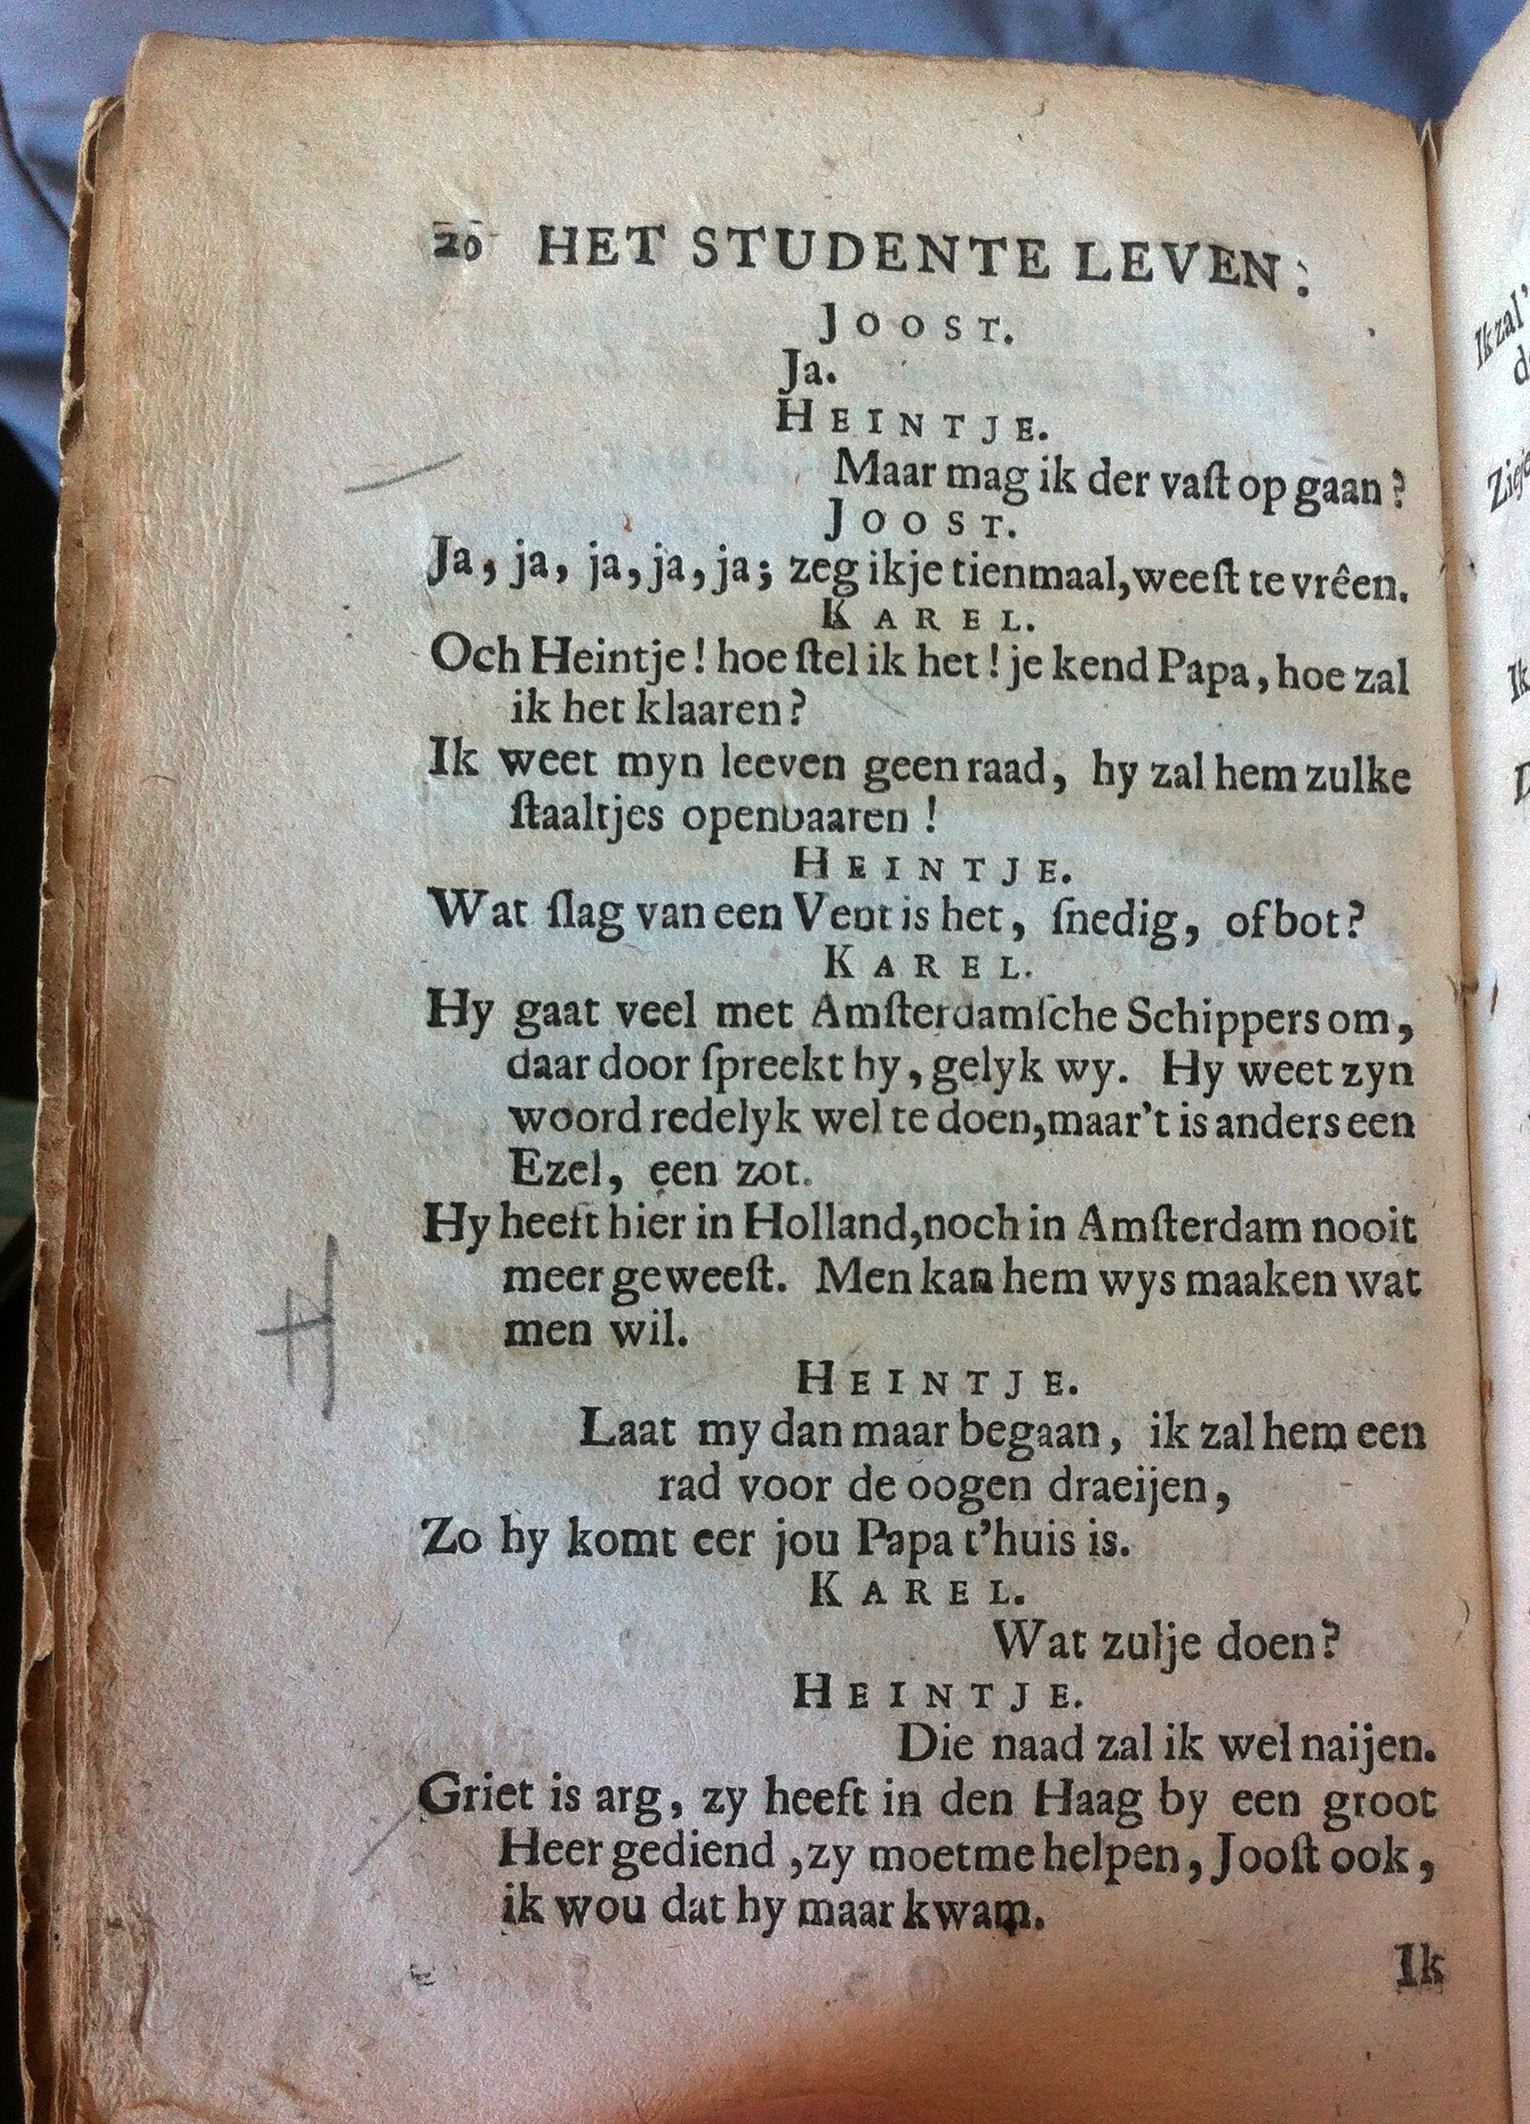 20 HET STUDENTE LEVEN:
JOOST.
Ja.
HEINTJE.
Maar mag ik der vaſt op gaan?
JOOST.
Ja, ja, ja, ja, ja; zeg ikje tienmaal, weeſt te vrêen.
KAREL.
Och Heintje! hoe ſtel ik het! je kend Papa, hoe zal
ik het klaaren?
Ik weet myn leeven geen raad, hy zal hem zulke
ſtaaltjes openbaaren!
HEINTJE.
Wat ſlag van een Vent is het, ſnedig, of bot?
KAREL.
Hy gaat veel met Amſterdamſche Schippers om,
daar door ſpreekt hy, gelyk wy. Hy weet zyn
woord redelyk wel te doen, maar't is anders een
Ezel, een zot.
Hy heeft hier in Holland, noch in Amſterdam nooit
meer geweeſt. Men kan hem wys maaken wat
men wil.
HEINTJE.
Laat my dan maar begaan, ik zal hem een
rad voor de oogen draeijen,
Zo hy komt eer jou Papa t'huis is.
KAREL.
Wat zulje doen?
HEINTJE.
Die naad zal ik wel naijen.
Griet is arg, zy heeft in den Haag by een groot
Heer gediend, zy moetme helpen, Jooſt ook,
ik wou dat hy maar kwam.
Ik
Ik zal'
Ik